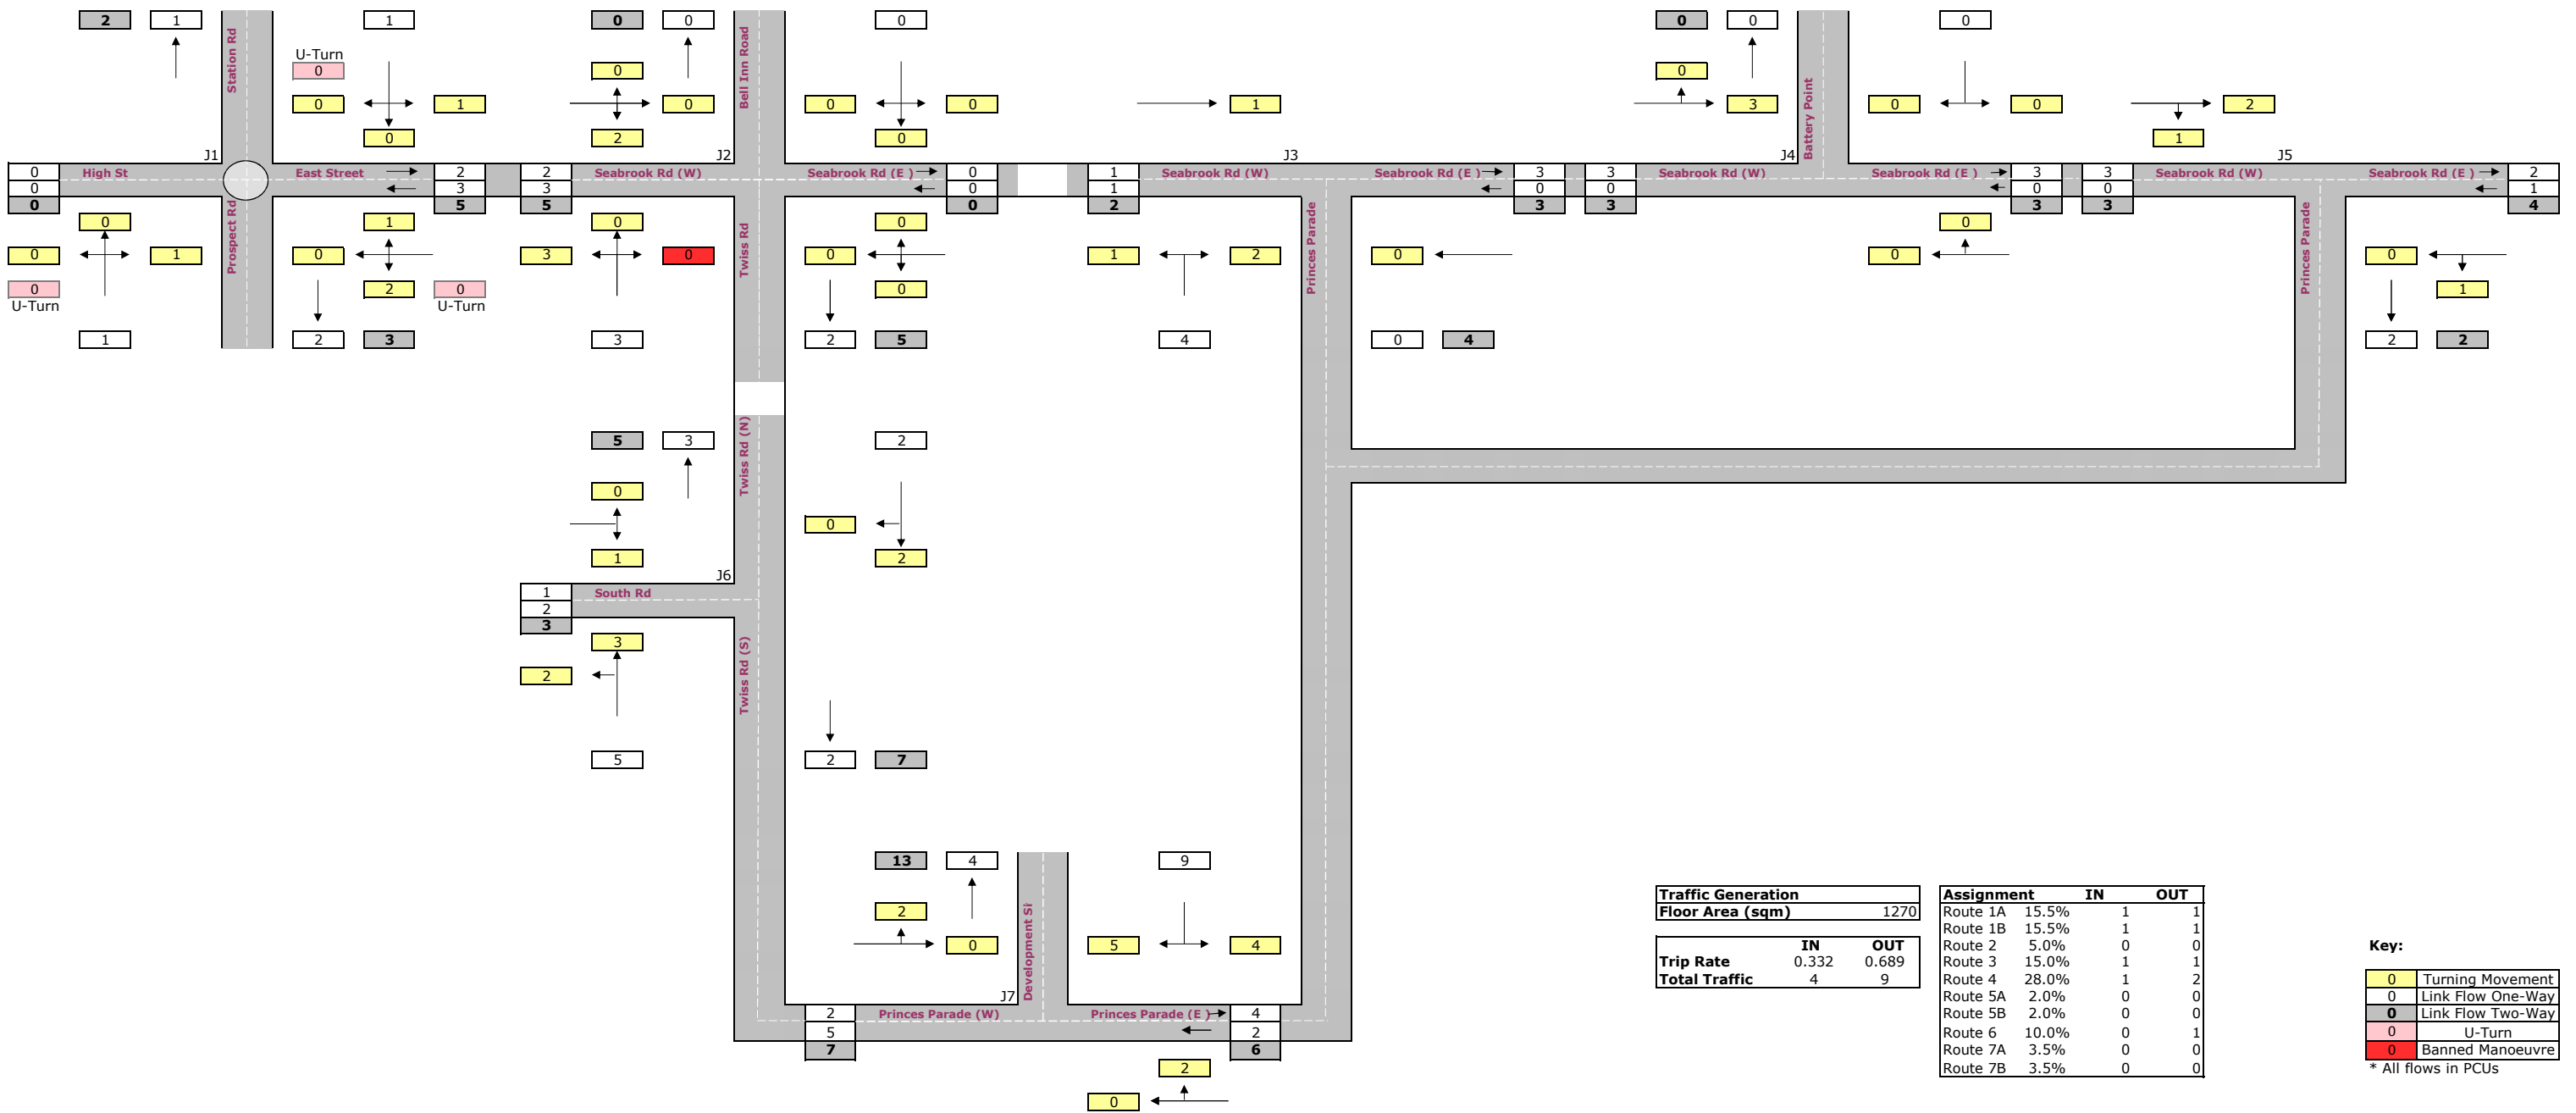 2 1 1 0 0 0 0 0 0
Station Rd
Bell Inn Road
Battery Point
U-Turn
0 0 0
0 1 0 0 0 1 3 0 0 2
0 2 0 1
J1 J2 J3 J4 J5
0 High St East Street 2 2 Seabrook Rd (W) Seabrook Rd (E ) 0 1 Seabrook Rd (W) Seabrook Rd (E ) 3 3 Seabrook Rd (W) Seabrook Rd (E ) 3 3 Seabrook Rd (W) Seabrook Rd (E ) 2
0 3 3 0 1 0 0 0 0 1
0 5 5 0 2 3 3 3 3 4
Prospect Rd
Twiss Rd
Princes Parade
Princes Parade
0 1 0 0 0
0 1 0 3 0 0 1 2 0 0 0
0 2 0 0 1
U-Turn U-Turn
1 2 3 3 2 5 4 0 4 2 2
Twiss Rd (N)
5 3 2
0
0
1 2
J6
1 South Rd
2
3
Twiss Rd (S)
3
2
5 2 7
13 4 9
Development Si
2
0 5 4
J7
2 Princes Parade (W) Princes Parade (E ) 4
5 2
7 6
2
0
Traffic Generation
Floor Area (sqm) 1270
IN OUT
Trip Rate 0.332 0.689
Total Traffic 4 9
Assignment IN OUT
Route 1A 15.5% 1 1
Route 1B 15.5% 1 1
Route 2 5.0% 0 0
Route 3 15.0% 1 1
Route 4 28.0% 1 2
Route 5A 2.0% 0 0
Route 5B 2.0% 0 0
Route 6 10.0% 0 1
Route 7A 3.5% 0 0
Route 7B 3.5% 0 0
Key:
0 Turning Movement
0 Link Flow One-Way
0 Link Flow Two-Way
0 U-Turn
0 Banned Manoeuvre
* All flows in PCUs